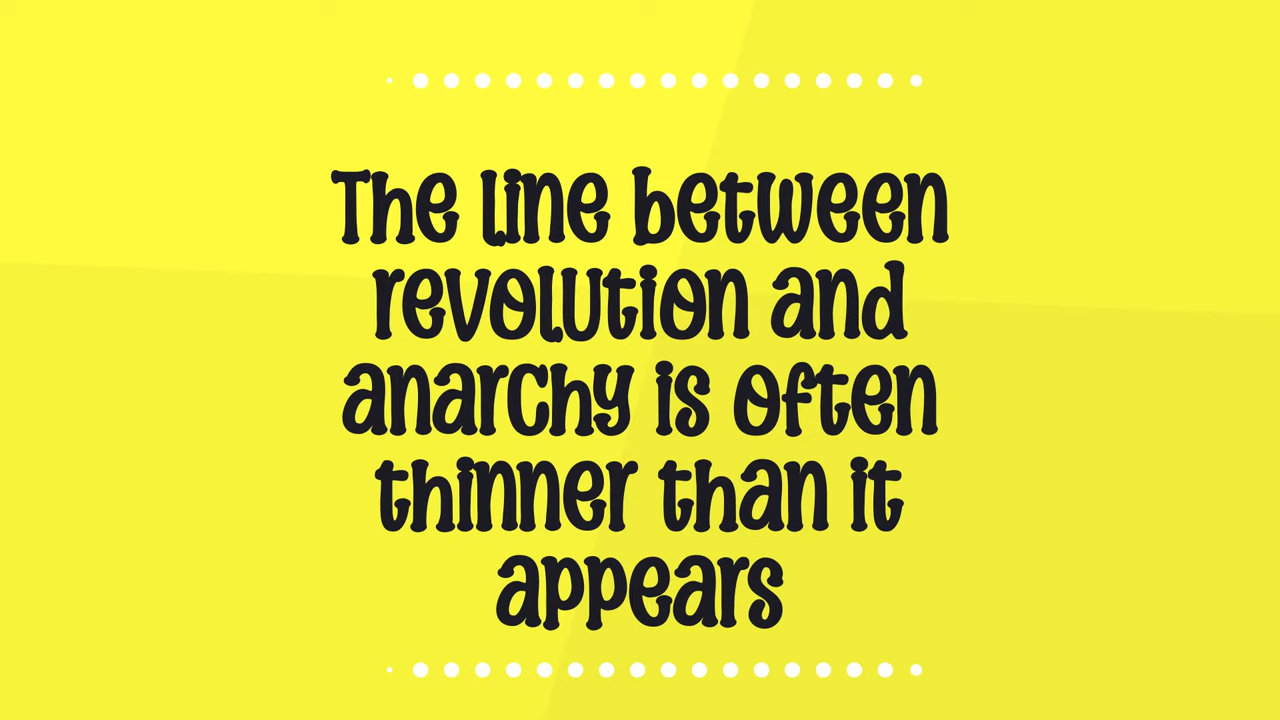 The line between
revolution and
anarchy is often
thinner than it
appears